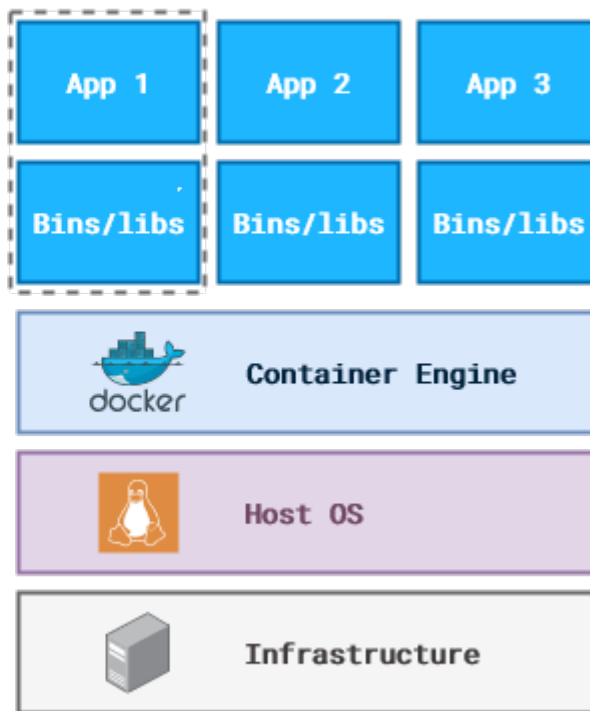 App 1 App 2 App 3
Bins/libs Bins/libs Bins/libs
docker Container Engine
Host OS
Infrastructure